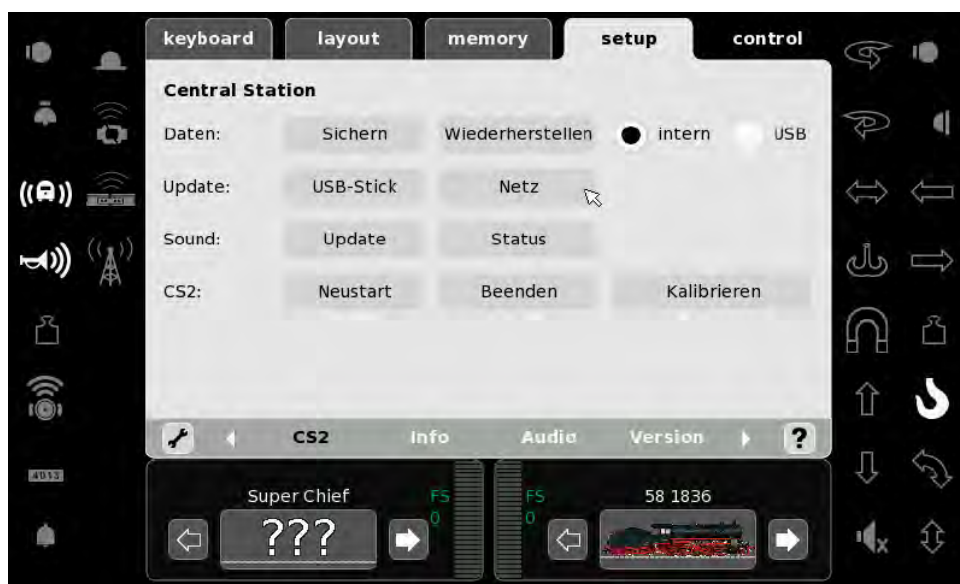 keyboard layout memory setup control
Central Station
Daten: Sichern Wiederherstellen intern USB
Update: USB-Stick Netz
Sound: Update Status
CS2: Neustart Beenden Kalibrieren
CS2 Info Audio Version ?
Super Chief FS FS 58 1836
0 0
???